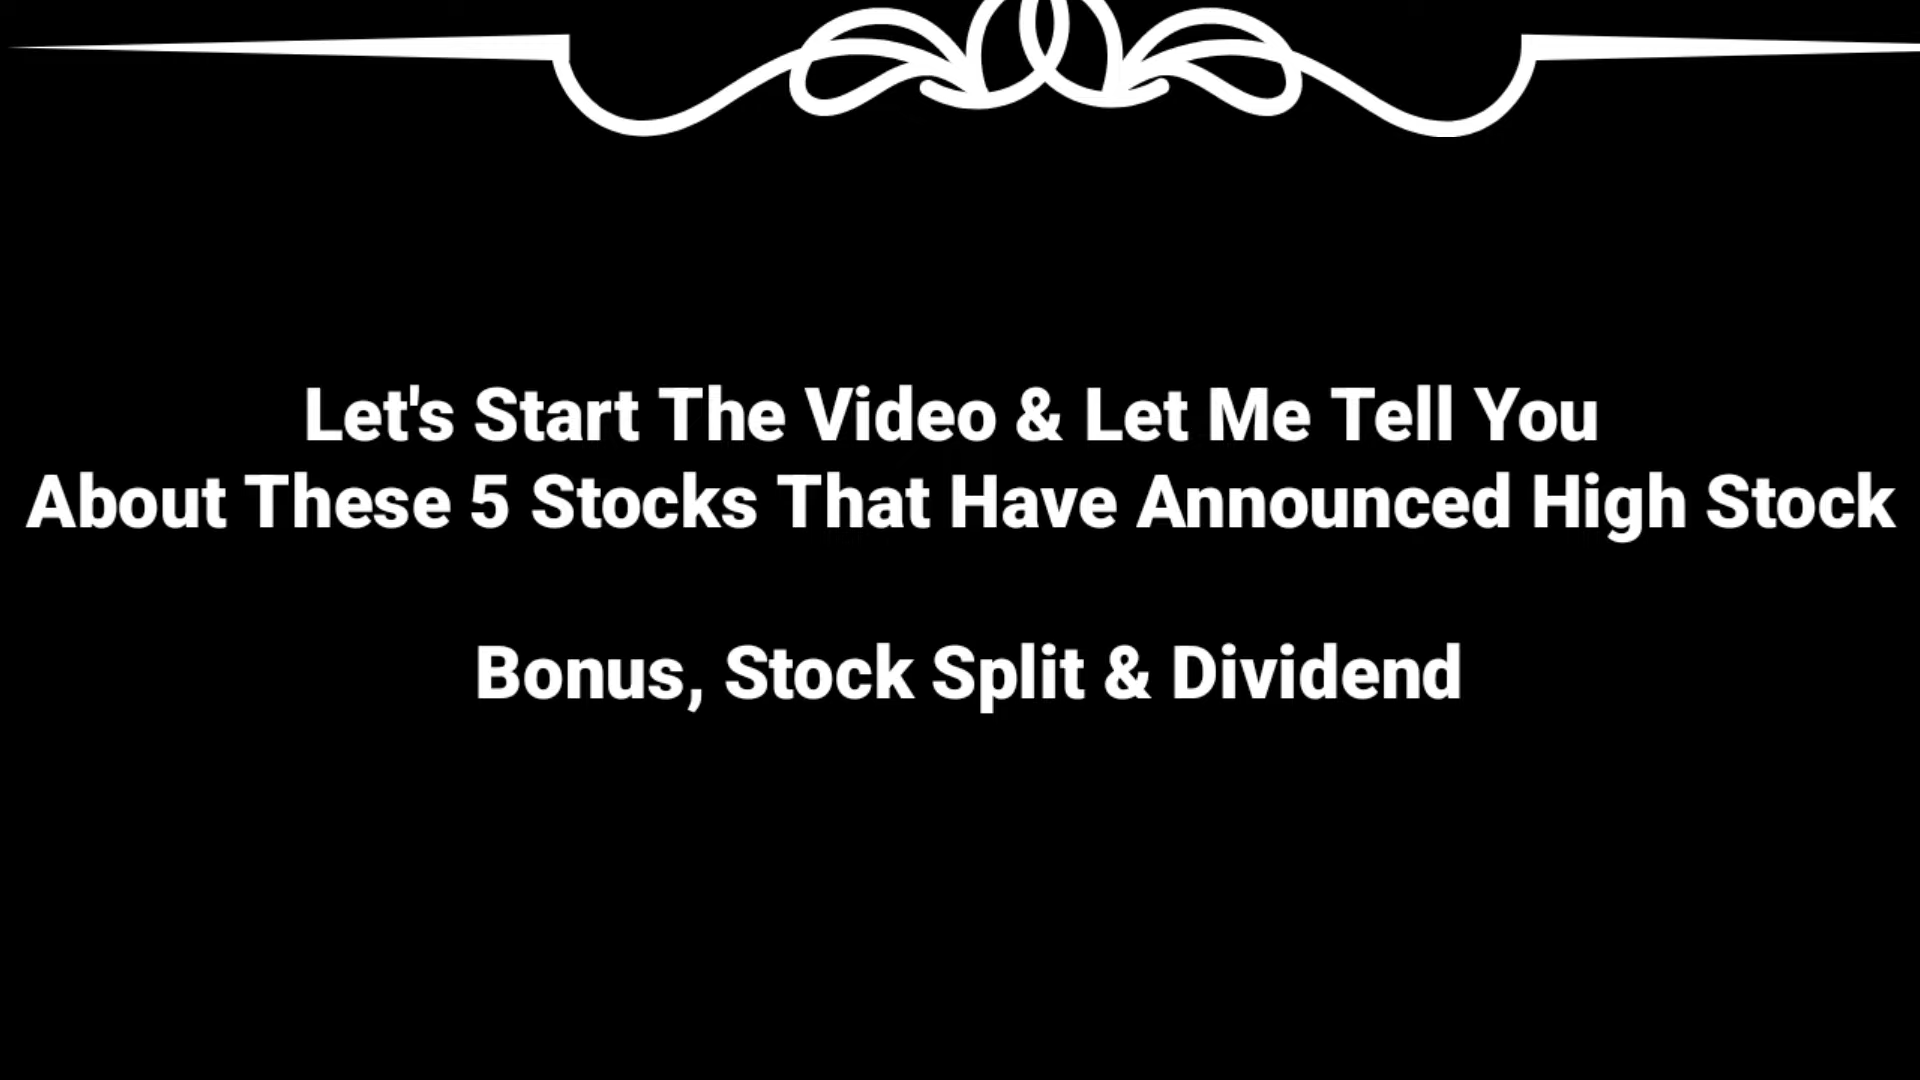 Let's Start The Video & Let Me Tell You
About These 5 Stocks That Have Announced High Stock
Bonus, Stock Split & Dividend